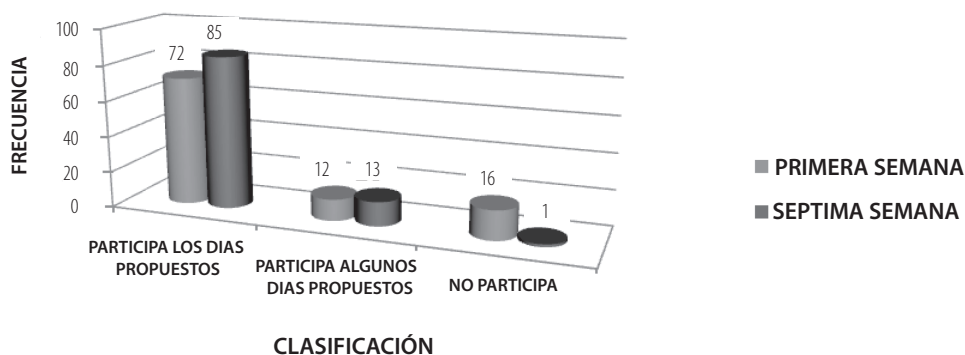 FRECUENCIA
100
80
60
40
20
0
72
85
12
13
16
1
PARTICIPA LOS DIAS
PROPUESTOS
PARTICIPA ALGUNOS
DIAS PROPUESTOS
NO PARTICIPA
CLASIFICACIÓN
PRIMERA SEMANA
SEPTIMA SEMANA